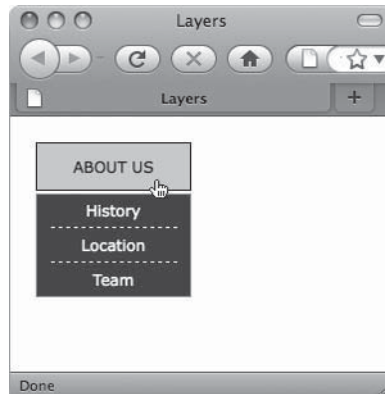 Layers
Layers
ABOUT US
History
Location
Team
Done